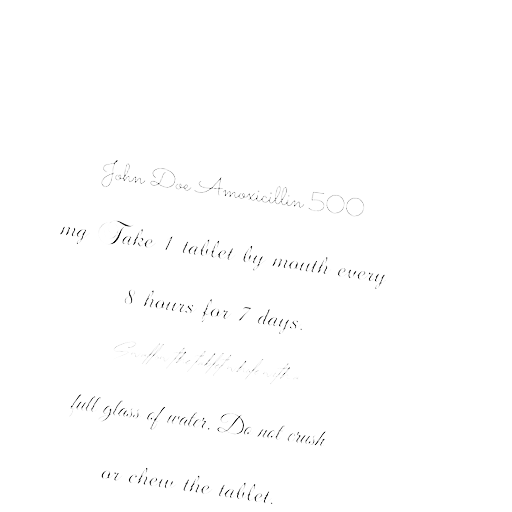 John Doe Amoxicillin 500
mg Take 1 tablet by mouth every
8 hours for 7 days.
full glass of water. Do not crush
or chew the tablet.